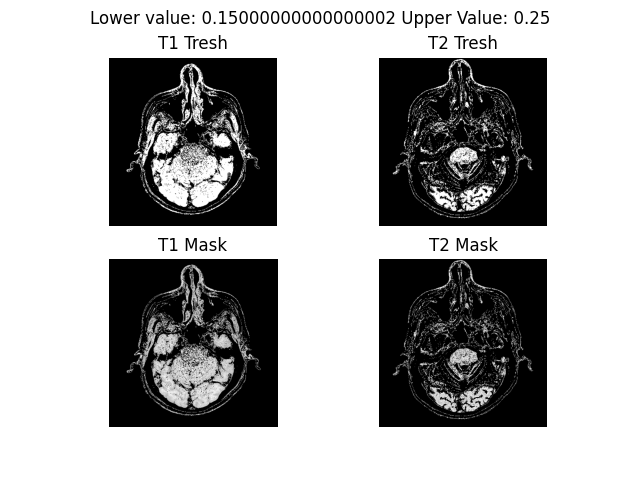 Lower value: 0.15000000000000002 Upper Value: 0.25
T1 Tresh
T2 Tresh
T1 Mask
T2 Mask